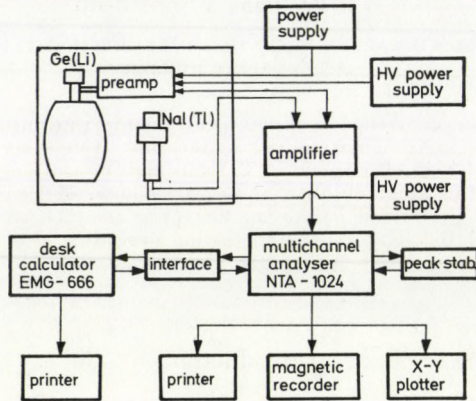 power
supply
Ge(Li)
preamp
HV power
supply
NaI(Tl)
amplifier
HV power
supply
desk
calculator
EMG-666
interface
multichannel
analyser
NTA-1024
peak stab.
printer
printer
magnetic
recorder
X-Y
plotter